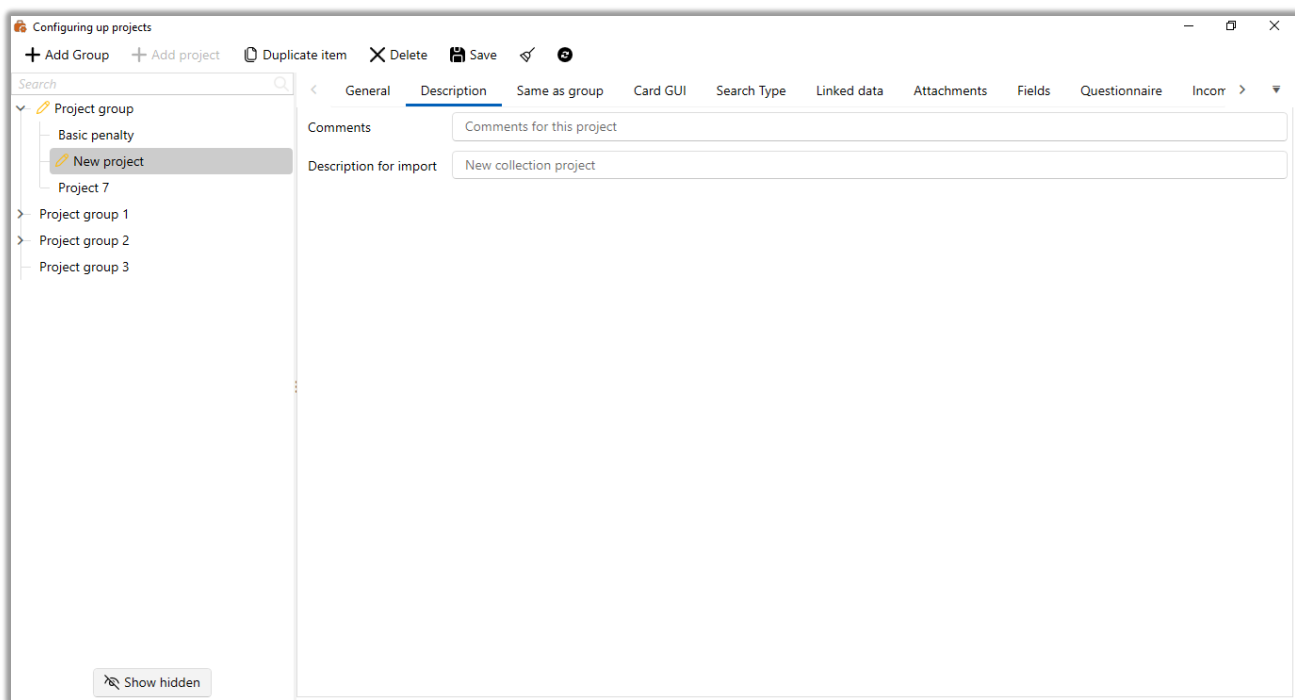 Configuring up projects
Add Group Add project Duplicate item Delete Save
Search
General Description Same as group Card GUI Search Type Linked data Attachments Fields Questionnaire Incom
Project group
Comments Comments for this project
Basic penalty
New project
Description for import New collection project
Project 7
Project group 1
Project group 2
Project group 3
Show hidden